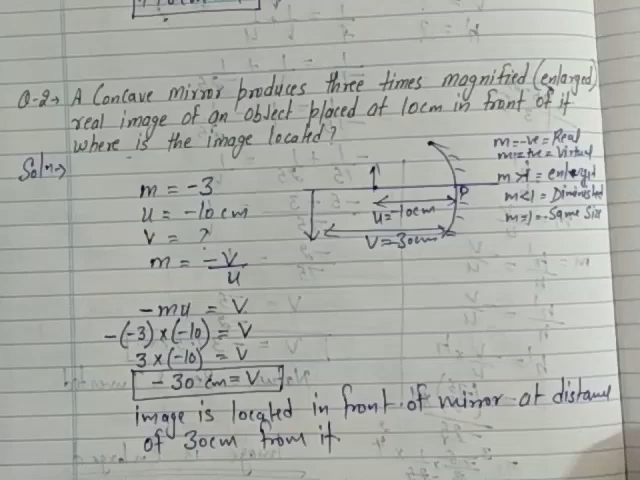 Q-2→ A Concave mirror produces three times magnified (enlarged)
real image of an object placed at 10cm in front of it
where is the image located?
Soln→
m = -3
u = -10 cm
v = ?
m = -v/u
-mu = v
-(-3)×(-10) = v
3×(-10) = v
-30 cm = v
image is located in front of mirror at distance
of 30cm from it
P
u=-10cm
v=30cm
m=-ve = Real
m=+ve = Virtual
m>1 = enlarged
m<1 = Diminished
m=1=Same Size